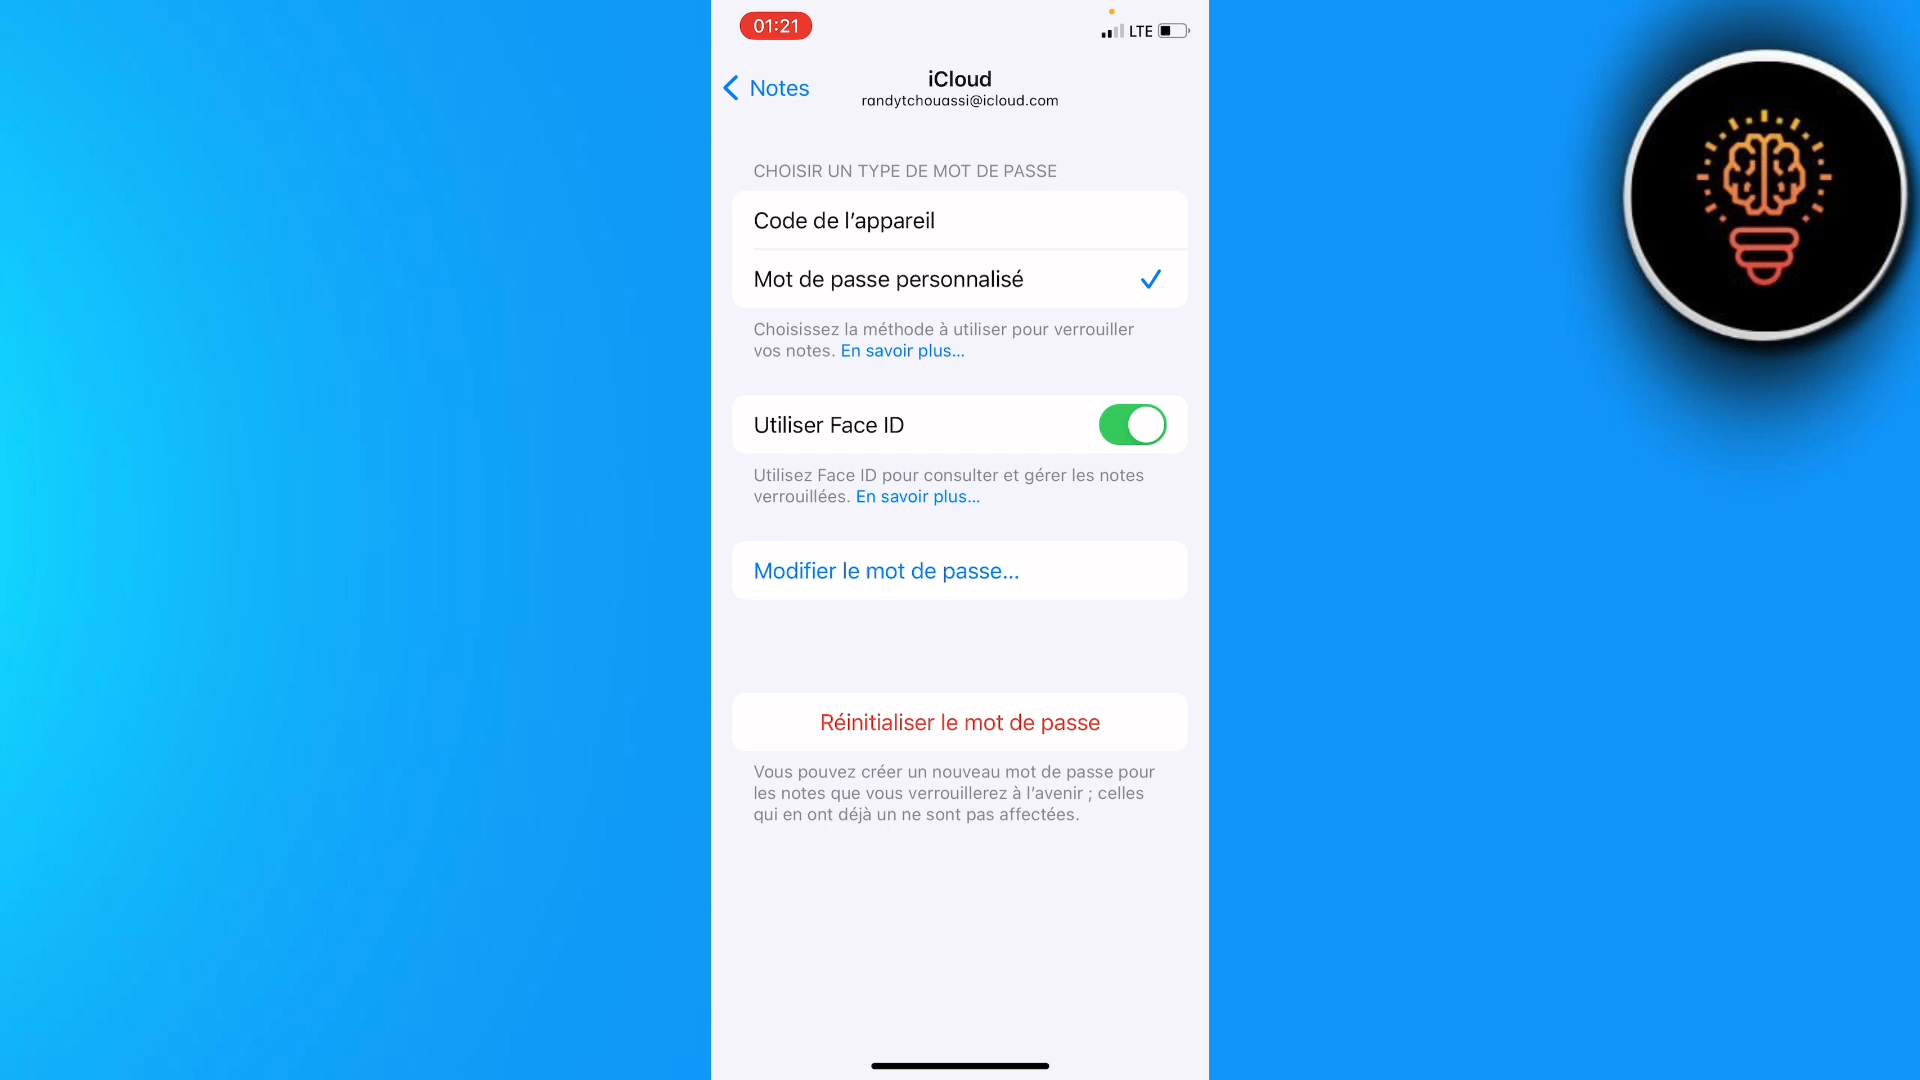 01:21
LTE
Notes
iCloud
randytchouassi@icloud.com
CHOISIR UN TYPE DE MOT DE PASSE
Code de l’appareil
Mot de passe personnalisé
Choisissez la méthode à utiliser pour verrouiller
vos notes. En savoir plus...
Utiliser Face ID
Utilisez Face ID pour consulter et gérer les notes
verrouillées. En savoir plus...
Modifier le mot de passe...
Réinitialiser le mot de passe
Vous pouvez créer un nouveau mot de passe pour
les notes que vous verrouillerez à l’avenir ; celles
qui en ont déjà un ne sont pas affectées.